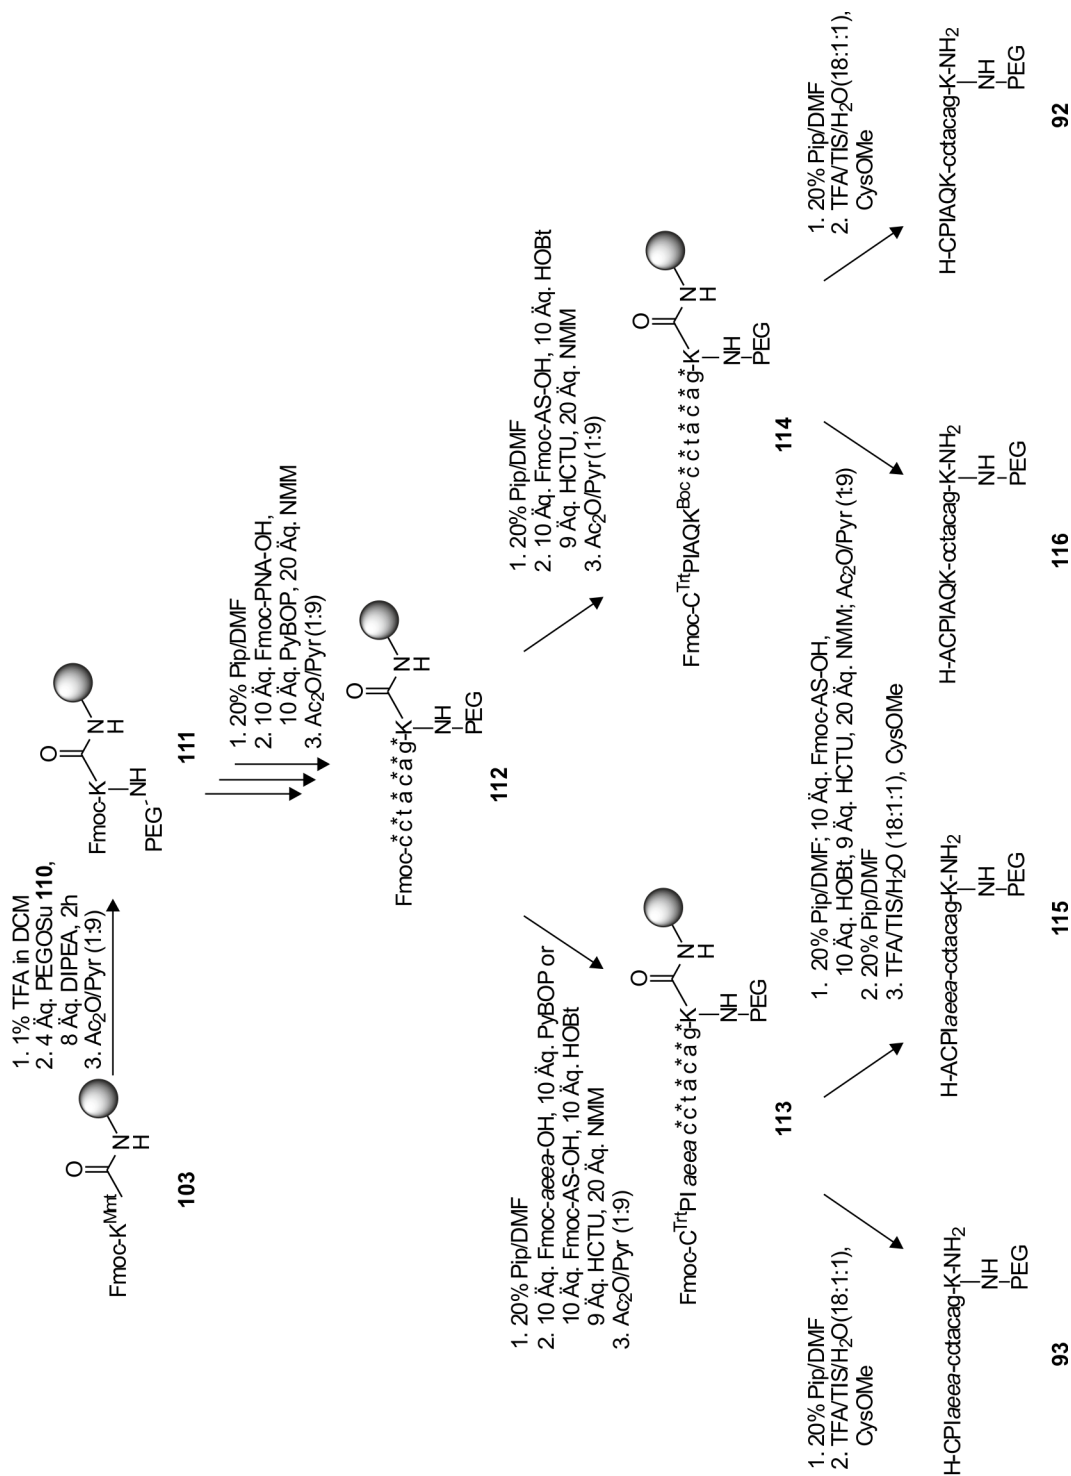 1. 1% TFA in DCM
2. 4 Äq. PEGOSu 110,
8 Äq. DIPEA, 2h
3. Ac2O/Pyr (1:9)
Fmoc-K^Mmt
O
N
H
103
Fmoc-K
O
N
H
NH
PEG
111
1. 20% Pip/DMF
2. 10 Äq. Fmoc-PNA-OH,
10 Äq. PyBOP, 20 Äq. NMM
3. Ac2O/Pyr (1:9)
Fmoc-c*c*ta*c*a*g*-K
O
N
H
NH
PEG
112
1. 20% Pip/DMF
2. 10 Äq. Fmoc-aeea-OH, 10 Äq. PyBOP or
10 Äq. Fmoc-AS-OH, 10 Äq. HOBt
9 Äq. HCTU, 20 Äq. NMM
3. Ac2O/Pyr (1:9)
1. 20% Pip/DMF
2. 10 Äq. Fmoc-AS-OH, 10 Äq. HOBt
9 Äq. HCTU, 20 Äq. NMM
3. Ac2O/Pyr (1:9)
Fmoc-C^TrtPI aeea c*c*ta*c*a*g*-K
O
N
H
NH
PEG
113
Fmoc-C^TrtPIAQK^Boc c*c*ta*c*a*g*-K
O
N
H
NH
PEG
114
1. 20% Pip/DMF
2. TFA/TIS/H2O(18:1:1),
CysOMe
1. 20% Pip/DMF; 10 Äq. Fmoc-AS-OH,
10 Äq. HOBt, 9 Äq. HCTU, 20 Äq. NMM; Ac2O/Pyr (1:9)
2. 20% Pip/DMF
3. TFA/TIS/H2O (18:1:1), CysOMe
1. 20% Pip/DMF
2. TFA/TIS/H2O(18:1:1),
CysOMe
H-CPIaeea-cctacag-K-NH2
NH
PEG
93
H-ACPIaeea-cctacag-K-NH2
NH
PEG
115
H-ACPIAQK-cctacag-K-NH2
NH
PEG
116
H-CPIAQK-cctacag-K-NH2
NH
PEG
92